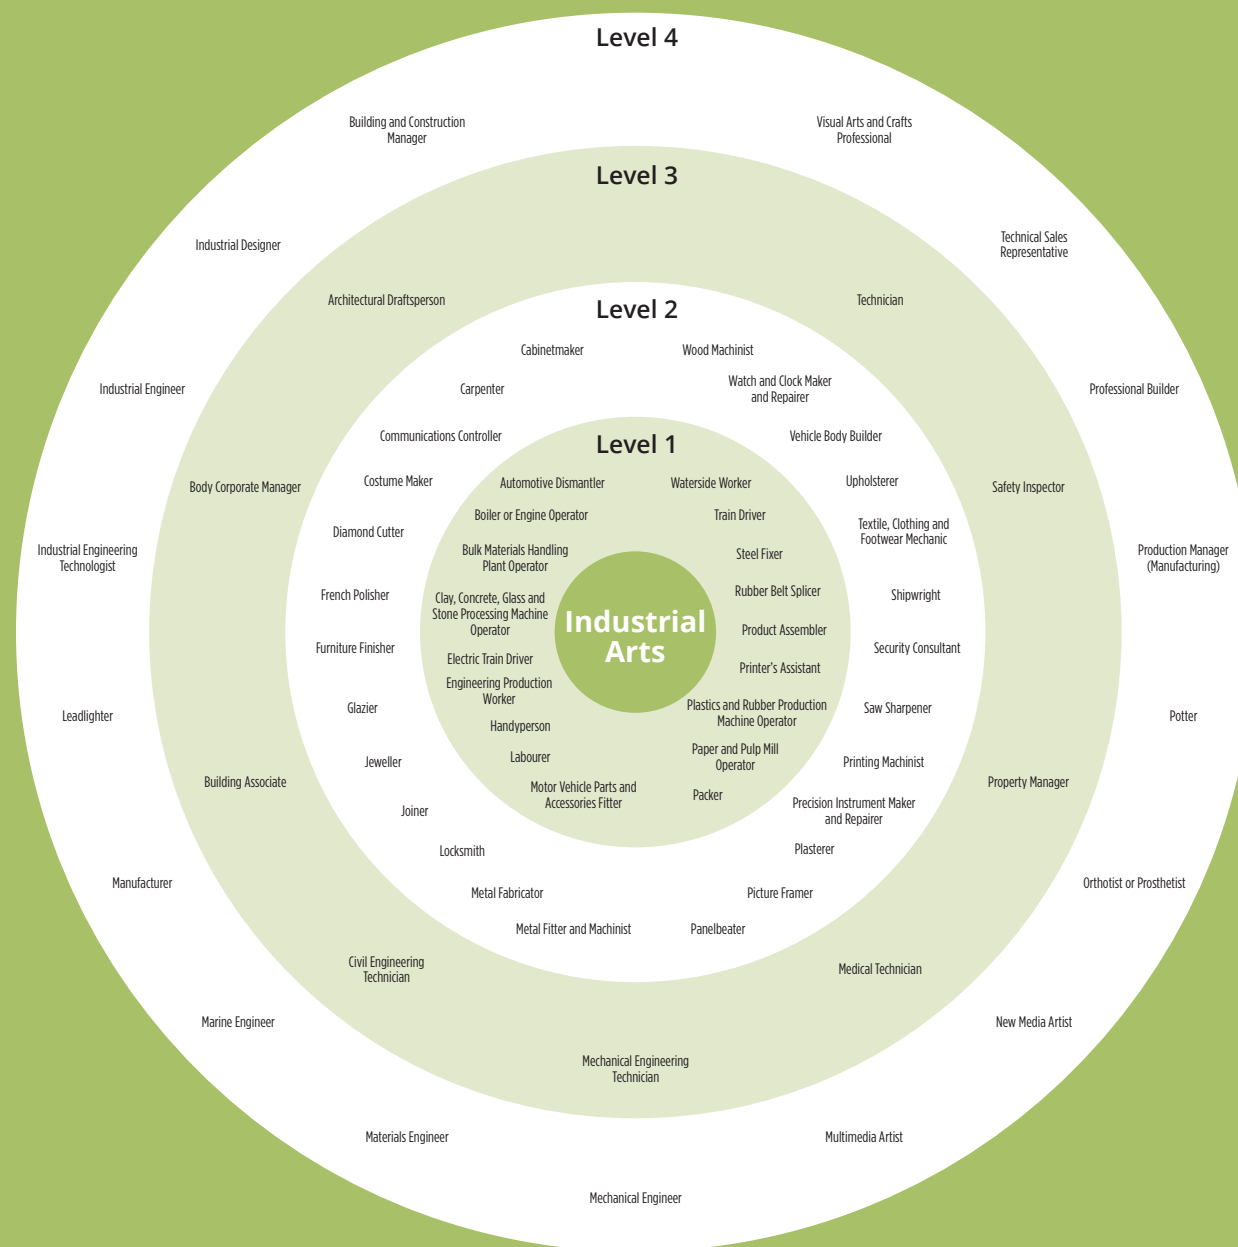 Level 4
Building and Construction
Manager
Visual Arts and Crafts
Professional
Industrial Designer
Technical Sales
Representative
Industrial Engineer
Professional Builder
Industrial Engineering
Technologist
Production Manager
(Manufacturing)
Leadlighter
Potter
Manufacturer
Orthotist or Prosthetist
Marine Engineer
New Media Artist
Materials Engineer
Multimedia Artist
Mechanical Engineer
Level 3
Architectural Draftsperson
Technician
Body Corporate Manager
Safety Inspector
Building Associate
Property Manager
Civil Engineering
Technician
Medical Technician
Mechanical Engineering
Technician
Level 2
Cabinetmaker
Wood Machinist
Carpenter
Watch and Clock Maker
and Repairer
Communications Controller
Vehicle Body Builder
Costume Maker
Upholsterer
Diamond Cutter
Textile, Clothing and
Footwear Mechanic
French Polisher
Shipwright
Furniture Finisher
Security Consultant
Glazier
Saw Sharpener
Jeweller
Printing Machinist
Joiner
Precision Instrument Maker
and Repairer
Locksmith
Plasterer
Metal Fabricator
Picture Framer
Metal Fitter and Machinist
Panelbeater
Level 1
Automotive Dismantler
Waterside Worker
Boiler or Engine Operator
Train Driver
Bulk Materials Handling
Plant Operator
Steel Fixer
Clay, Concrete, Glass and
Stone Processing Machine
Operator
Rubber Belt Splicer
Product Assembler
Electric Train Driver
Printer's Assistant
Engineering Production
Worker
Plastics and Rubber Production
Machine Operator
Handyperson
Labourer
Paper and Pulp Mill
Operator
Motor Vehicle Parts and
Accessories Fitter
Packer
Industrial
Arts